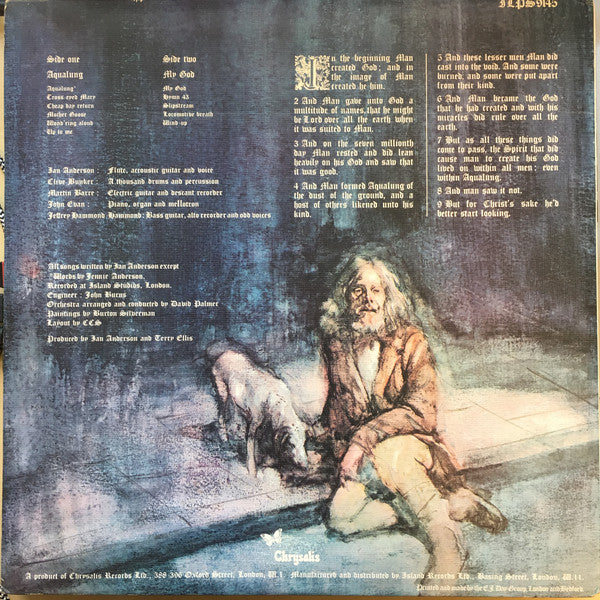 ILPS9145
Side one
Aqualung
Aqualung*
Cross-eyed Mary
Cheap day return
Mother Goose
Wond'ring aloud
Up to me
Side two
My God
My God
Hymn 43
Slipstream
Locomotive breath
Wind-up
Ian Anderson : Flute, acoustic guitar and voice
Clive Bunker : A thousand drums and percussion
Martin Barre : Electric guitar and descant recorder
John Evan : Piano, organ and mellotron
Jeffrey Hammond-Hammond: Bass guitar, alto recorder and odd voices
All songs written by Ian Anderson except
*Words by Jennie Anderson.
Recorded at Island Studios, London.
Engineer : John Burns
Orchestra arranged and conducted by David Palmer
Paintings by Burton Silverman
Layout by CCS
Produced by Ian Anderson and Terry Ellis
In the beginning Man
created God; and in
the image of Man
created he him.
2 And Man gave unto God a
multitude of names, that he might
be Lord over all the earth when
it was suited to Man.
3 And on the seven millionth
day Man rested and did lean
heavily on his God and saw that
it was good.
4 And Man formed Aqualung of
the dust of the ground, and a
host of others likened unto his
kind.
5 And these lesser men Man did
cast into the void. And some were
burned; and some were put apart
from their kind.
6 And Man became the God
that he had created and with his
miracles did rule over all the
earth.
7 But as all these things did
come to pass, the Spirit that did
cause man to create his God
lived on within all men : even
within Aqualung.
8 And man saw it not.
9 But for Christ's sake he'd
better start looking.
Chrysalis
A product of Chrysalis Records Ltd., 388-396 Oxford Street, London, W.1. Manufactured and distributed by Island Records Ltd., Basing Street, London, W.11.
Printed and made by the E. J. Day Group, London and Bedford.